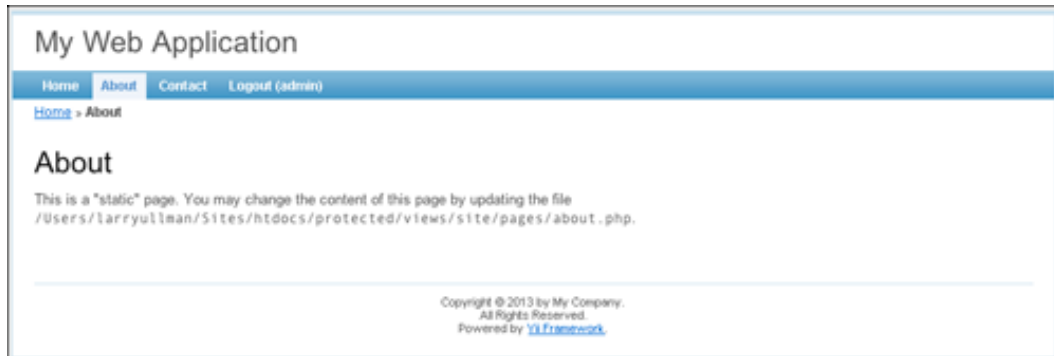 My Web Application
Home About Contact Logout (admin)
Home » About
About
This is a "static" page. You may change the content of this page by updating the file
/Users/larryullman/Sites/htdocs/protected/views/site/pages/about.php.
Copyright © 2013 by My Company.
All Rights Reserved.
Powered by Yii Framework.